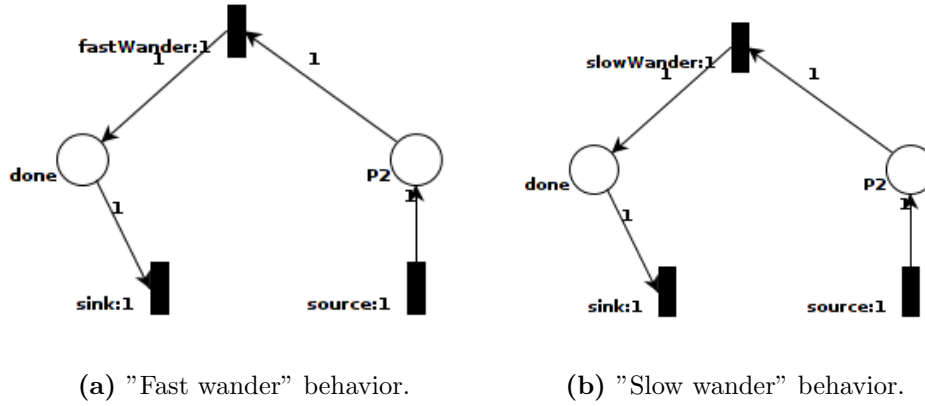 fastWander:1
1
1
done
P2
1
1
sink:1
source:1
(a) ”Fast wander” behavior.
slowWander:1
1
1
done
P2
1
1
sink:1
source:1
(b) ”Slow wander” behavior.